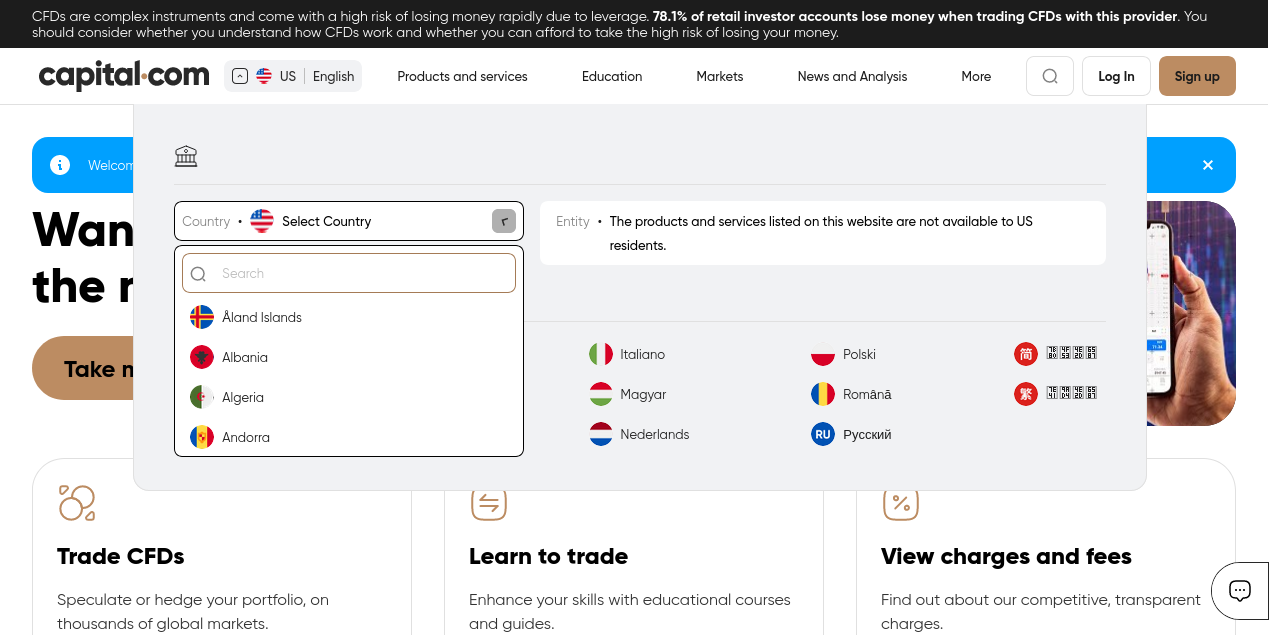 CFDs are complex instruments and come with a high risk of losing money rapidly due to leverage. 78.1% of retail investor accounts lose money when trading CFDs with this provider. You
should consider whether you understand how CFDs work and whether you can afford to take the high risk of losing your money.
capital.com US English Products and services Education Markets News and Analysis More Log In Sign up
Welcom
Country • Select Country
Entity • The products and services listed on this website are not available to US
residents.
Wan
the
Search
Åland Islands
Albania
Algeria
Andorra
Italiano
Magyar
Nederlands
Polski
Română
RU Русский
简
繁
Take
Trade CFDs
Speculate or hedge your portfolio, on
thousands of global markets.
Learn to trade
Enhance your skills with educational courses
and guides.
View charges and fees
Find out about our competitive, transparent
charges.